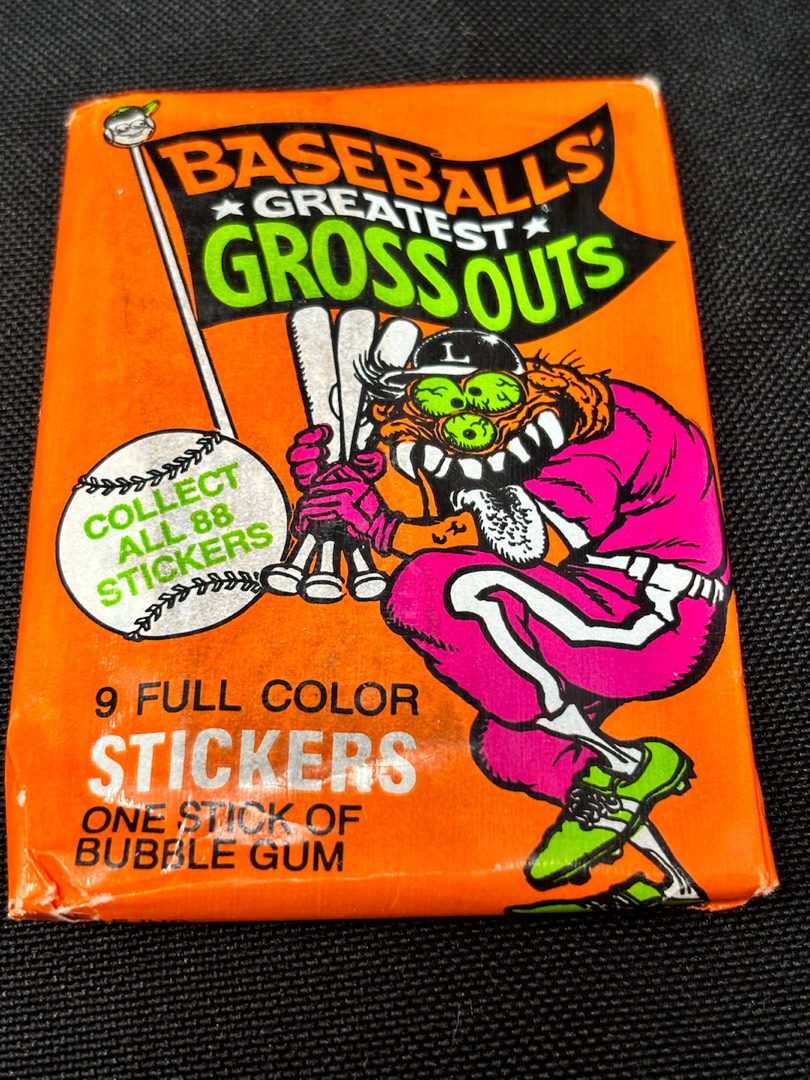 BASEBALLS'
GREATEST
GROSS OUTS
L
COLLECT
ALL 88
STICKERS
9 FULL COLOR
STICKERS
ONE STICK OF
BUBBLE GUM